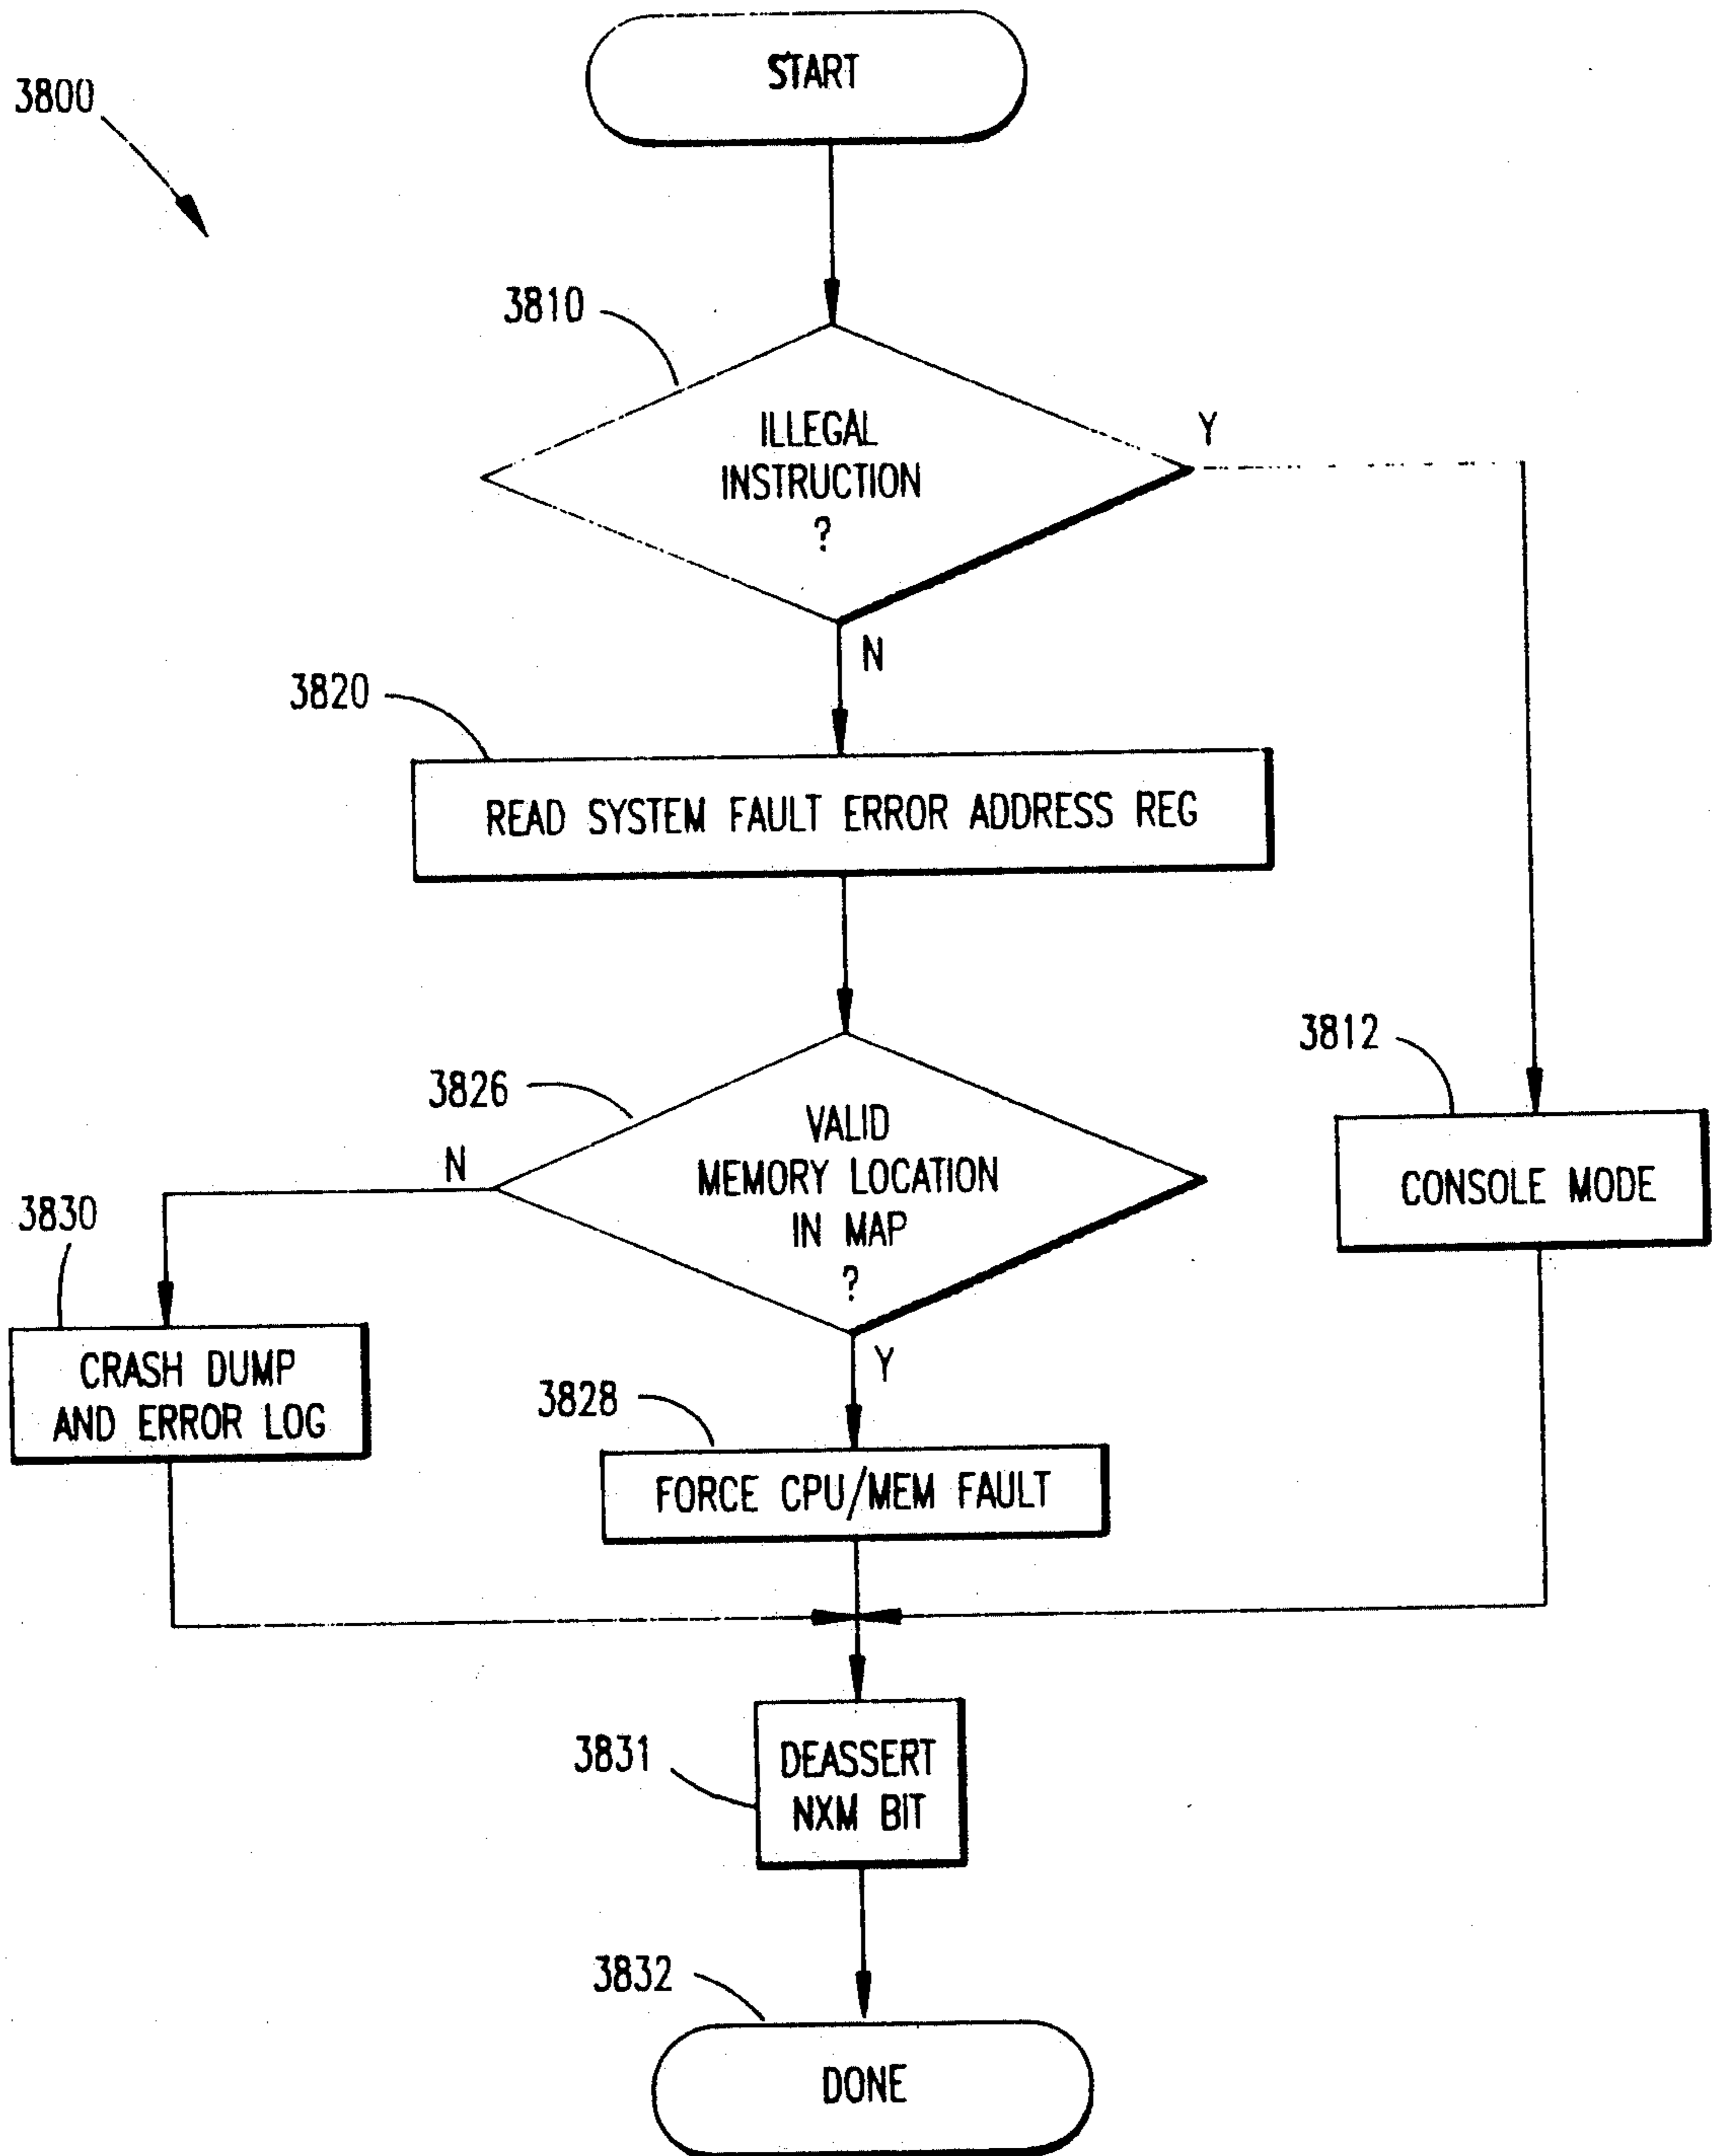 START
3800
3810
ILLEGAL
INSTRUCTION
?
Y
N
3820
READ SYSTEM FAULT ERROR ADDRESS REG
3826
VALID
MEMORY LOCATION
IN MAP
?
N
Y
3812
CONSOLE MODE
3830
CRASH DUMP
AND ERROR LOG
3828
FORCE CPU/MEM FAULT
3831
DEASSERT
NXM BIT
3832
DONE